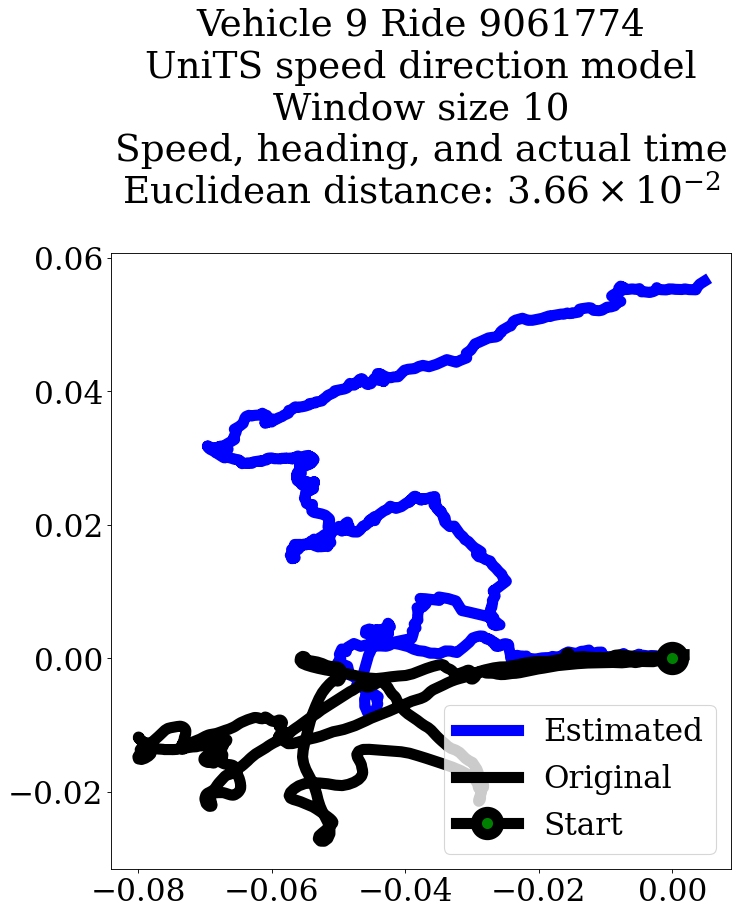 Vehicle 9 Ride 9061774
UniTS speed direction model
Window size 10
Speed, heading, and actual time
Euclidean distance: 3.66 × 10⁻²
0.06
0.04
0.02
0.00
−0.02
Estimated
Original
Start
−0.08 −0.06 −0.04 −0.02 0.00